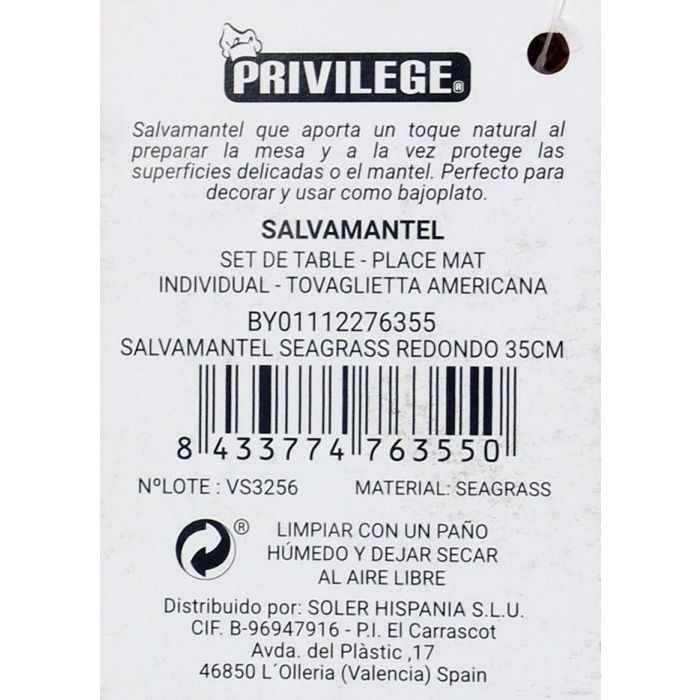 PRIVILEGE®
Salvamantel que aporta un toque natural al
preparar la mesa y a la vez protege las
superficies delicadas o el mantel. Perfecto para
decorar y usar como bajoplato.
SALVAMANTEL
SET DE TABLE - PLACE MAT
INDIVIDUAL - TOVAGLIETTA AMERICANA
BY01112276355
SALVAMANTEL SEAGRASS REDONDO 35CM
8 433774 763550
NºLOTE : VS3256 MATERIAL: SEAGRASS
® LIMPIAR CON UN PAÑO
HÚMEDO Y DEJAR SECAR
AL AIRE LIBRE
Distribuido por: SOLER HISPANIA S.L.U.
CIF. B-96947916 - P.I. El Carrascot
Avda. del Plàstic ,17
46850 L´Olleria (Valencia) Spain